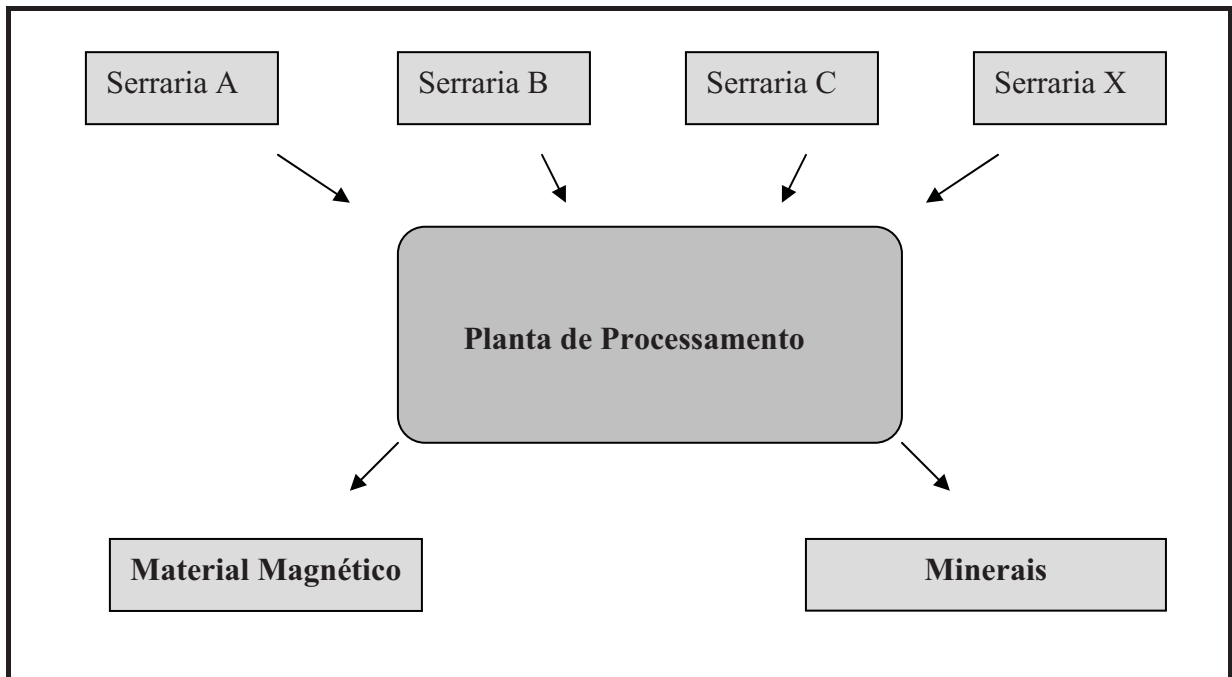 Serraria A
Serraria B
Serraria C
Serraria X
Planta de Processamento
Material Magnético
Minerais